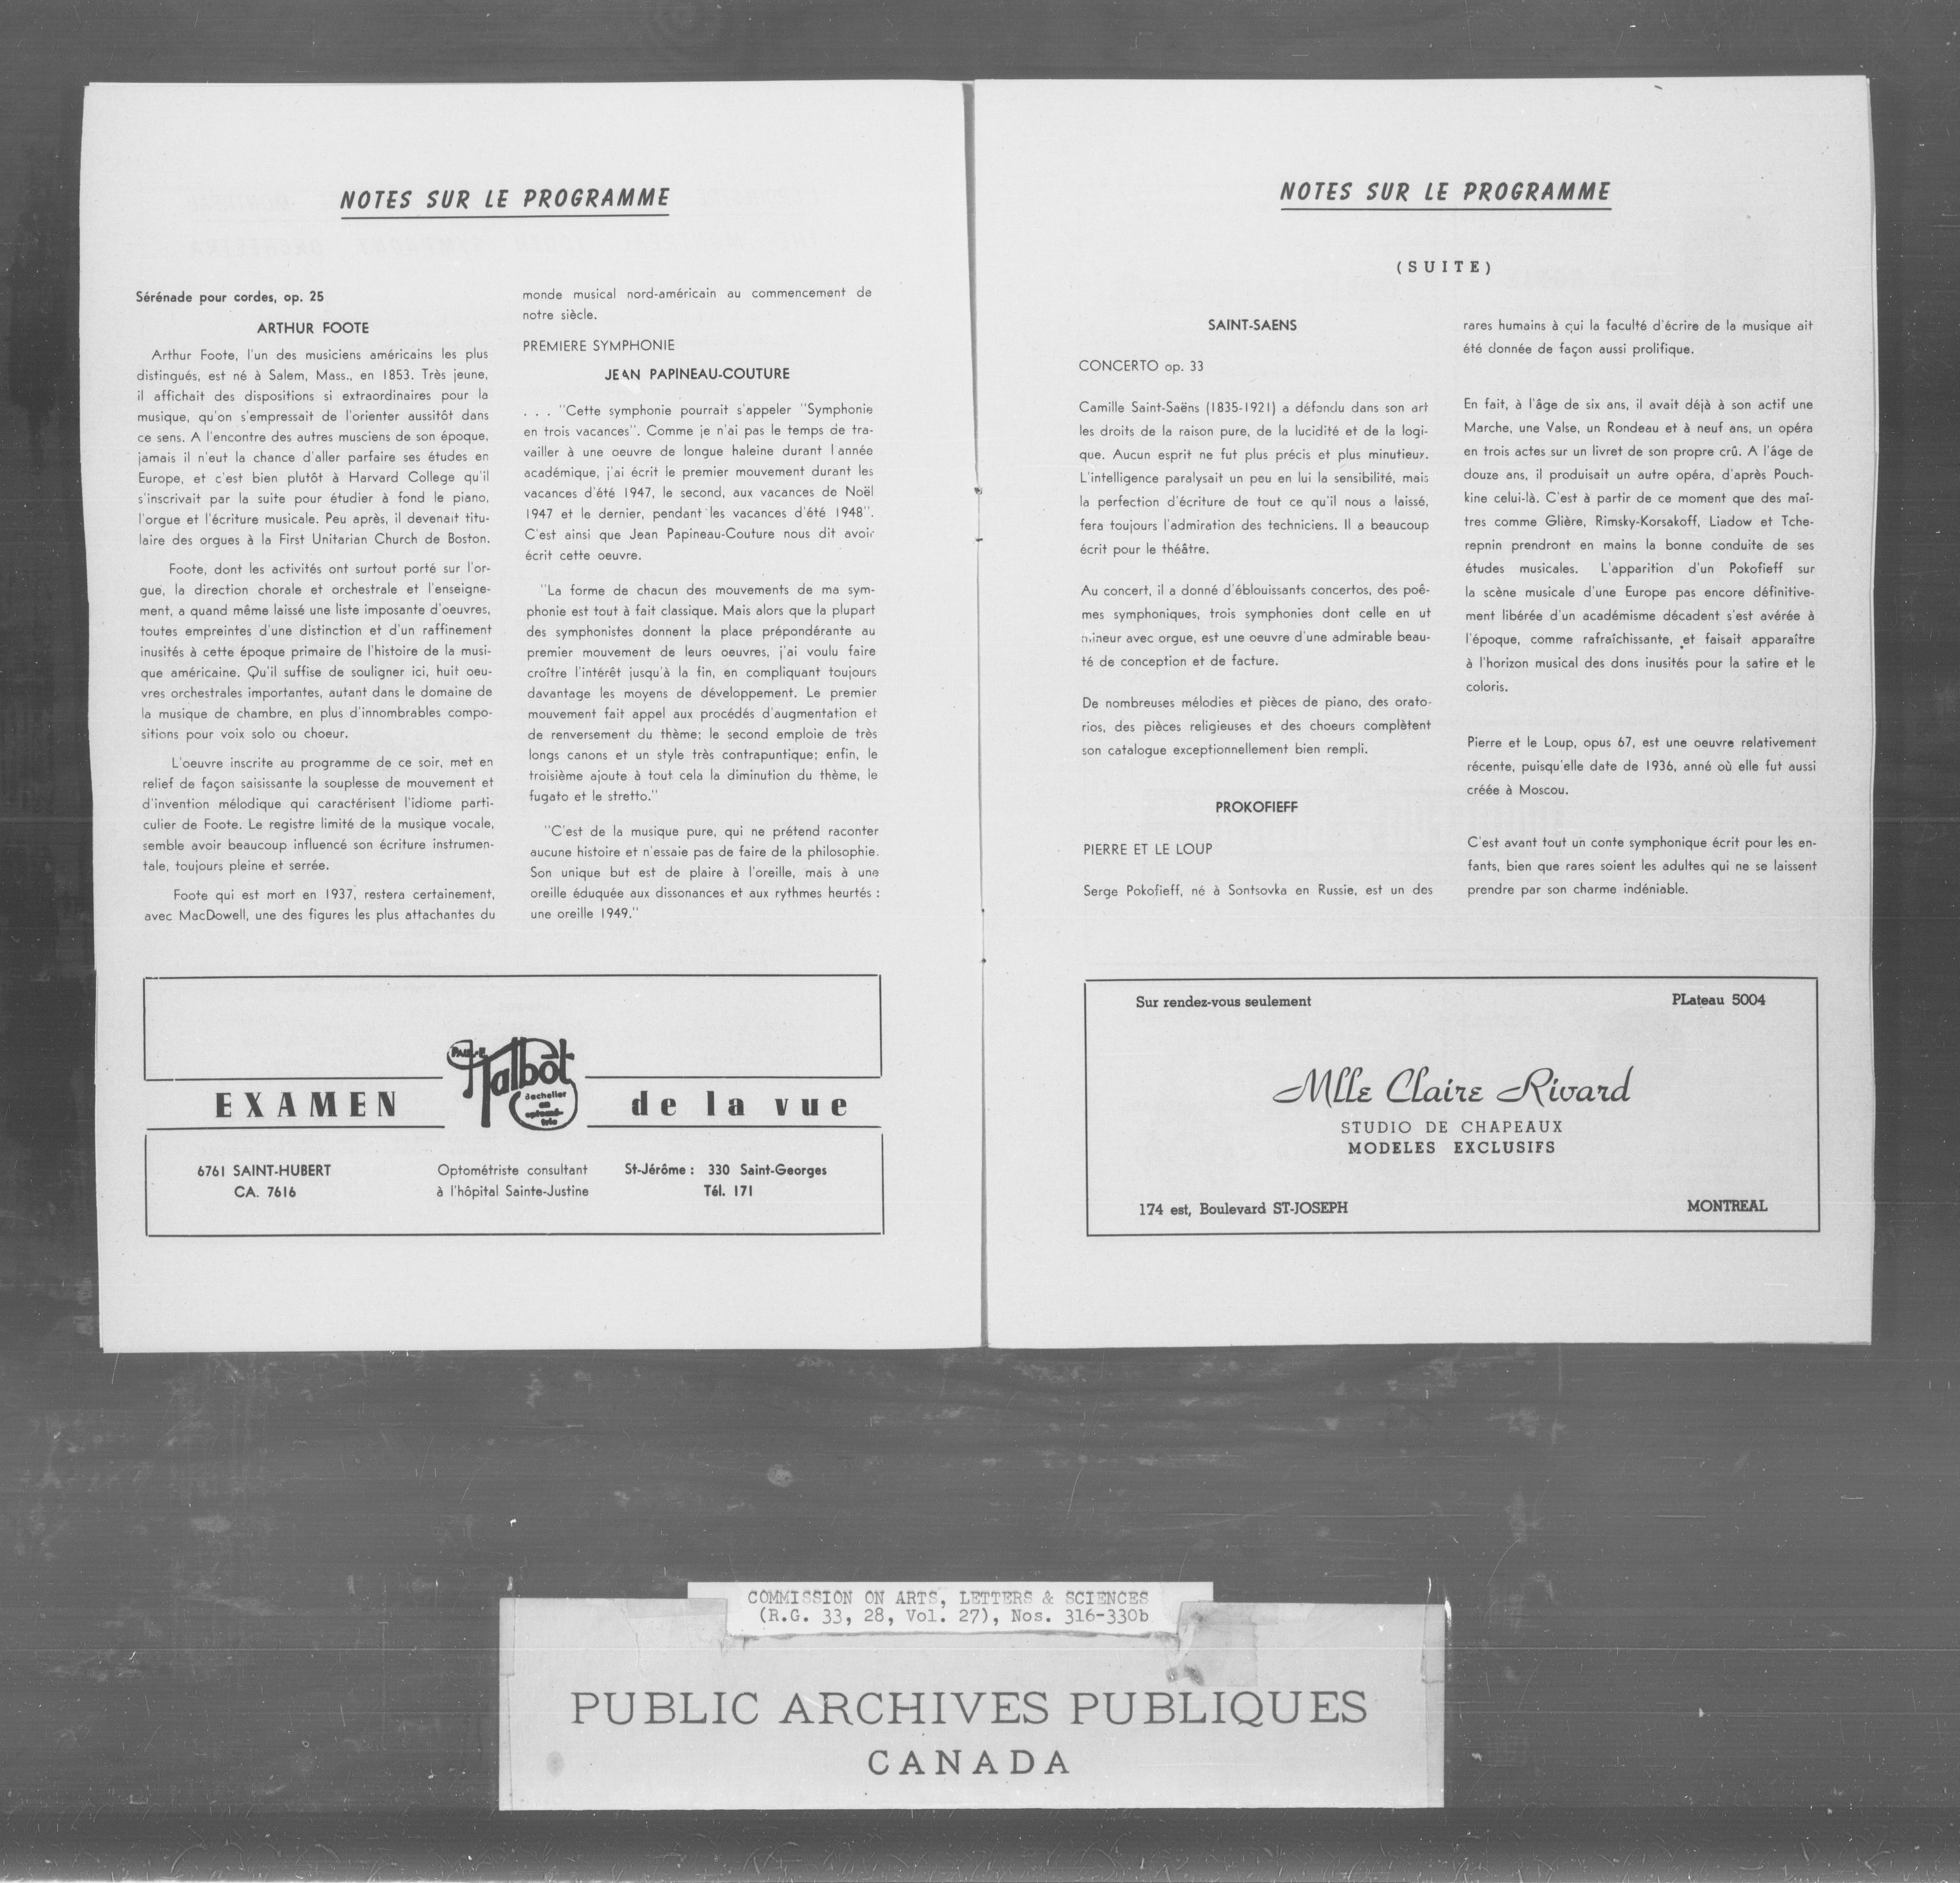 NOTES SUR LE PROGRAMME
Sérénade pour cordes, op. 25
ARTHUR FOOTE
Arthur Foote, l'un des musiciens américains les plus
distingués, est né à Salem, Mass., en 1853. Très jeune,
il affichait des dispositions si extraordinaires pour la
musique, qu'on s'empressait de l'orienter aussitôt dans
ce sens. A l'encontre des autres musciens de son époque,
jamais il n'eut la chance d'aller parfaire ses études en
Europe, et c'est bien plutôt à Harvard College qu'il
s'inscrivait par la suite pour étudier à fond le piano,
l'orgue et l'écriture musicale. Peu après, il devenait titu-
laire des orgues à la First Unitarian Church de Boston.
Foote, dont les activités ont surtout porté sur l'or-
gue, la direction chorale et orchestrale et l'enseigne-
ment, a quand même laissé une liste imposante d'oeuvres,
toutes empreintes d'une distinction et d'un raffinement
inusités à cette époque primaire de l'histoire de la musi-
que américaine. Qu'il suffise de souligner ici, huit oeu-
vres orchestrales importantes, autant dans le domaine de
la musique de chambre, en plus d'innombrables compo-
sitions pour voix solo ou choeur.
L'oeuvre inscrite au programme de ce soir, met en
relief de façon saisissante la souplesse de mouvement et
d'invention mélodique qui caractérisent l'idiome parti-
culier de Foote. Le registre limité de la musique vocale,
semble avoir beaucoup influencé son écriture instrumen-
tale, toujours pleine et serrée.
Foote qui est mort en 1937, restera certainement,
avec MacDowell, une des figures les plus attachantes du
monde musical nord-américain au commencement de
notre siècle.
PREMIERE SYMPHONIE
JEAN PAPINEAU-COUTURE
. . . "Cette symphonie pourrait s'appeler "Symphonie
en trois vacances". Comme je n'ai pas le temps de tra-
vailler à une oeuvre de longue haleine durant l'année
académique, j'ai écrit le premier mouvement durant les
vacances d'été 1947, le second, aux vacances de Noël
1947 et le dernier, pendant les vacances d'été 1948".
C'est ainsi que Jean Papineau-Couture nous dit avoir
écrit cette oeuvre.
"La forme de chacun des mouvements de ma sym-
phonie est tout à fait classique. Mais alors que la plupart
des symphonistes donnent la place prépondérante au
premier mouvement de leurs oeuvres, j'ai voulu faire
croître l'intérêt jusqu'à la fin, en compliquant toujours
davantage les moyens de développement. Le premier
mouvement fait appel aux procédés d'augmentation et
de renversement du thème; le second emploie de très
longs canons et un style très contrapuntique; enfin, le
troisième ajoute à tout cela la diminution du thème, le
fugato et le stretto."
"C'est de la musique pure, qui ne prétend raconter
aucune histoire et n'essaie pas de faire de la philosophie.
Son unique but est de plaire à l'oreille, mais à une
oreille éduquée aux dissonances et aux rythmes heurtés :
une oreille 1949."
Talbot
Bachelier
en
optomé-
trie
EXAMEN de la vue
6761 SAINT-HUBERT
CA. 7616
Optométriste consultant
à l'hôpital Sainte-Justine
St-Jérôme : 330 Saint-Georges
Tél. 171
NOTES SUR LE PROGRAMME
(SUITE)
SAINT-SAENS
CONCERTO op. 33
Camille Saint-Saëns (1835-1921) a défendu dans son art
les droits de la raison pure, de la lucidité et de la logi-
que. Aucun esprit ne fut plus précis et plus minutieux.
L'intelligence paralysait un peu en lui la sensibilité, mais
la perfection d'écriture de tout ce qu'il nous a laissé,
fera toujours l'admiration des techniciens. Il a beaucoup
écrit pour le théâtre.
Au concert, il a donné d'éblouissants concertos, des poê-
mes symphoniques, trois symphonies dont celle en ut
mineur avec orgue, est une oeuvre d'une admirable beau-
té de conception et de facture.
De nombreuses mélodies et pièces de piano, des orato-
rios, des pièces religieuses et des choeurs complètent
son catalogue exceptionnellement bien rempli.
PROKOFIEFF
PIERRE ET LE LOUP
Serge Pokofieff, né à Sontsovka en Russie, est un des
rares humains à qui la faculté d'écrire de la musique ait
été donnée de façon aussi prolifique.
En fait, à l'âge de six ans, il avait déjà à son actif une
Marche, une Valse, un Rondeau et à neuf ans, un opéra
en trois actes sur un livret de son propre crû. A l'âge de
douze ans, il produisait un autre opéra, d'après Pouch-
kine celui-là. C'est à partir de ce moment que des maî-
tres comme Glière, Rimsky-Korsakoff, Liadow et Tche-
repnin prendront en mains la bonne conduite de ses
études musicales. L'apparition d'un Pokofieff sur
la scène musicale d'une Europe pas encore définitive-
ment libérée d'un académisme décadent s'est avérée à
l'époque, comme rafraîchissante, et faisait apparaître
à l'horizon musical des dons inusités pour la satire et le
coloris.
Pierre et le Loup, opus 67, est une oeuvre relativement
récente, puisqu'elle date de 1936, anné où elle fut aussi
créée à Moscou.
C'est avant tout un conte symphonique écrit pour les en-
fants, bien que rares soient les adultes qui ne se laissent
prendre par son charme indéniable.
Sur rendez-vous seulement PLateau 5004
Mlle Claire Rivard
STUDIO DE CHAPEAUX
MODELES EXCLUSIFS
174 est, Boulevard ST-JOSEPH MONTREAL
COMMISSION ON ARTS, LETTERS & SCIENCES
(R.G. 33, 28, Vol. 27), Nos. 316-330b
PUBLIC ARCHIVES PUBLIQUES
CANADA